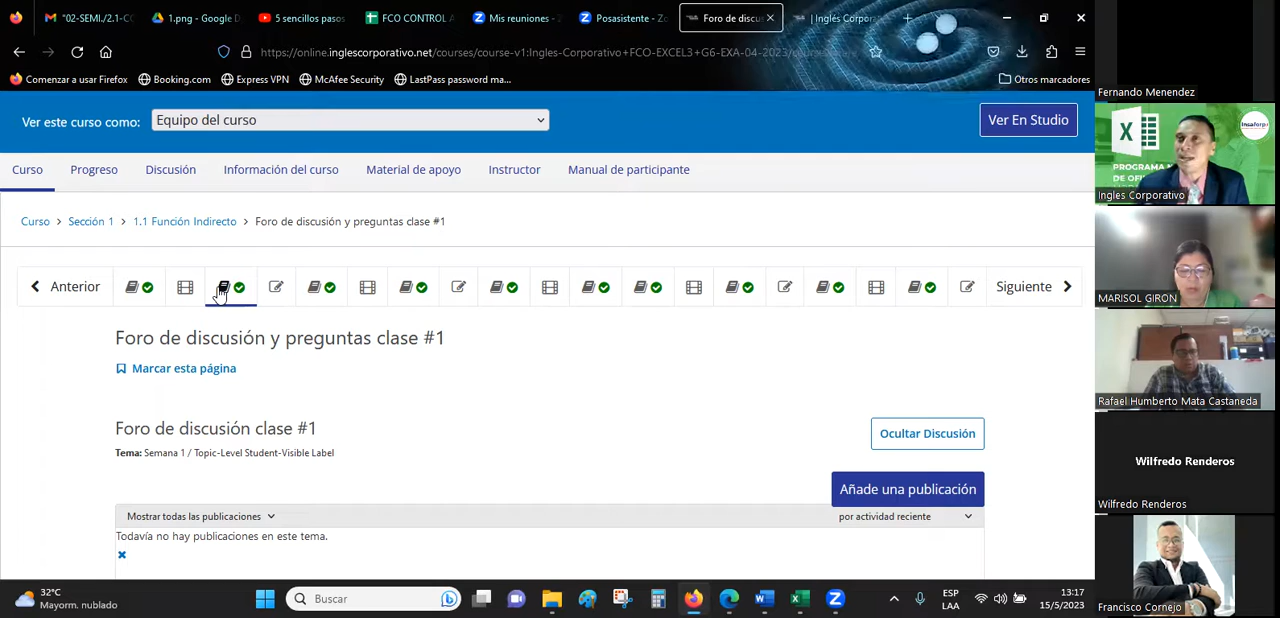 "02-SEMI./2.1-CO
1.png - Google D
5 sencillos pasos
FCO CONTROL A
Mis reuniones - Z
Posasistente - Zo
Foro de discus
| Inglés Corporat
https://online.inglescorporativo.net/courses/course-v1:Ingles-Corporativo+FCO-EXCEL3+G6-EXA-04-2023/
Comenzar a usar Firefox
Booking.com
Express VPN
McAfee Security
LastPass password ma...
Otros marcadores
Ver este curso como:
Equipo del curso
Ver En Studio
Curso
Progreso
Discusión
Información del curso
Material de apoyo
Instructor
Manual de participante
Curso > Sección 1 > 1.1 Función Indirecto > Foro de discusión y preguntas clase #1
Anterior
Siguiente
Foro de discusión y preguntas clase #1
Marcar esta página
Foro de discusión clase #1
Tema: Semana 1 / Topic-Level Student-Visible Label
Ocultar Discusión
Añade una publicación
Mostrar todas las publicaciones
por actividad reciente
Todavía no hay publicaciones en este tema.
32°C
Mayorm. nublado
Buscar
ESP
LAA
13:17
15/5/2023
Fernando Menendez
PROGRAMA N
DE OFI
Ingles Corporativo
MARISOL GIRON
Rafael Humberto Mata Castaneda
Wilfredo Renderos
Wilfredo Renderos
Francisco Cornejo